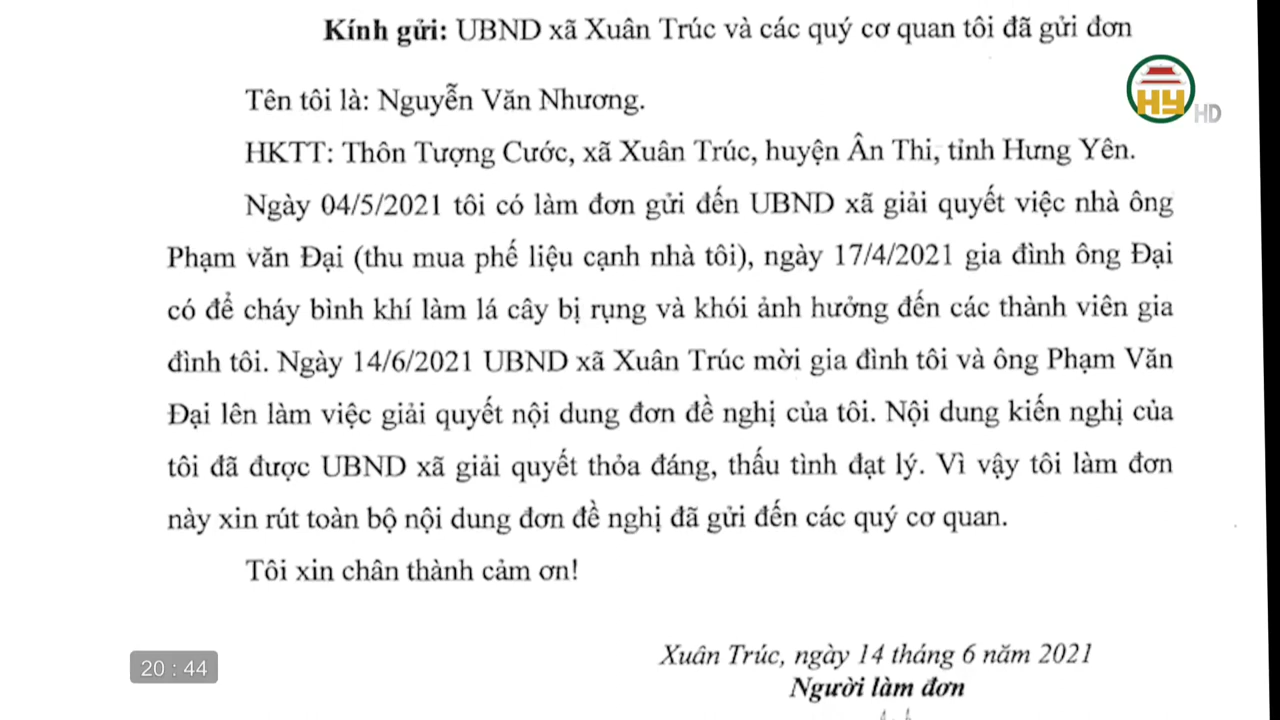 Kính gửi: UBND xã Xuân Trúc và các quý cơ quan tôi đã gửi đơn
HY HD
Tên tôi là: Nguyễn Văn Nhương.
HKTT: Thôn Tượng Cước, xã Xuân Trúc, huyện Ân Thi, tỉnh Hưng Yên.
Ngày 04/5/2021 tôi có làm đơn gửi đến UBND xã giải quyết việc nhà ông
Phạm văn Đại (thu mua phế liệu cạnh nhà tôi), ngày 17/4/2021 gia đình ông Đại
có để cháy bình khí làm lá cây bị rụng và khói ảnh hưởng đến các thành viên gia
đình tôi. Ngày 14/6/2021 UBND xã Xuân Trúc mời gia đình tôi và ông Phạm Văn
Đại lên làm việc giải quyết nội dung đơn đề nghị của tôi. Nội dung kiến nghị của
tôi đã được UBND xã giải quyết thỏa đáng, thấu tình đạt lý. Vì vậy tôi làm đơn
này xin rút toàn bộ nội dung đơn đề nghị đã gửi đến các quý cơ quan.
Tôi xin chân thành cảm ơn!
Xuân Trúc, ngày 14 tháng 6 năm 2021
Người làm đơn
20 : 44